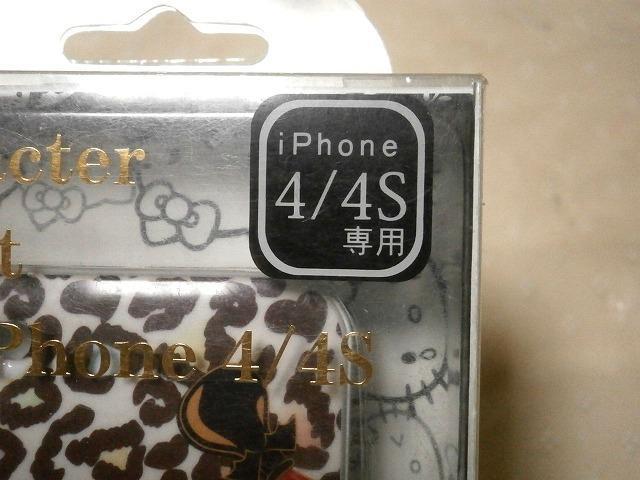 iPhone
4/4S
専用
acter
t
Phone 4/4S